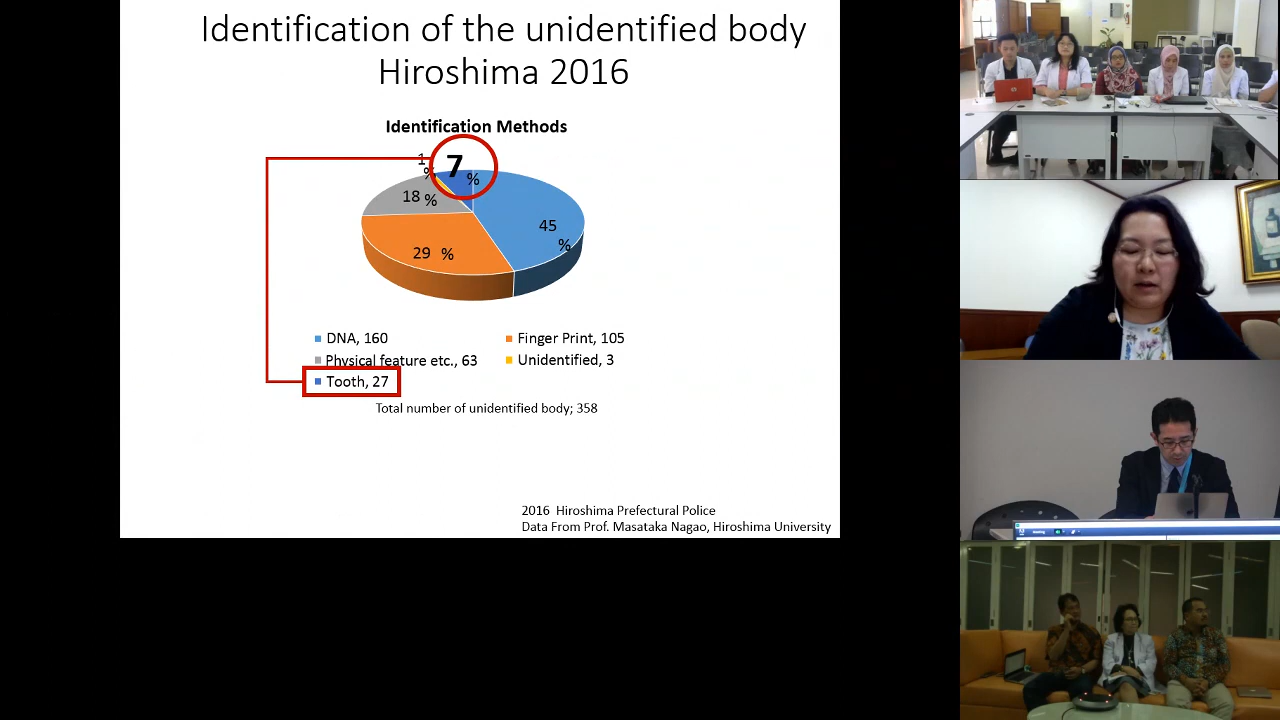 Identification of the unidentified body
Hiroshima 2016
Identification Methods
1 %
7 %
18 %
45 %
29 %
DNA, 160
Finger Print, 105
Physical feature etc., 63
Unidentified, 3
Tooth, 27
Total number of unidentified body; 358
2016 Hiroshima Prefectural Police
Data From Prof. Masataka Nagao, Hiroshima University